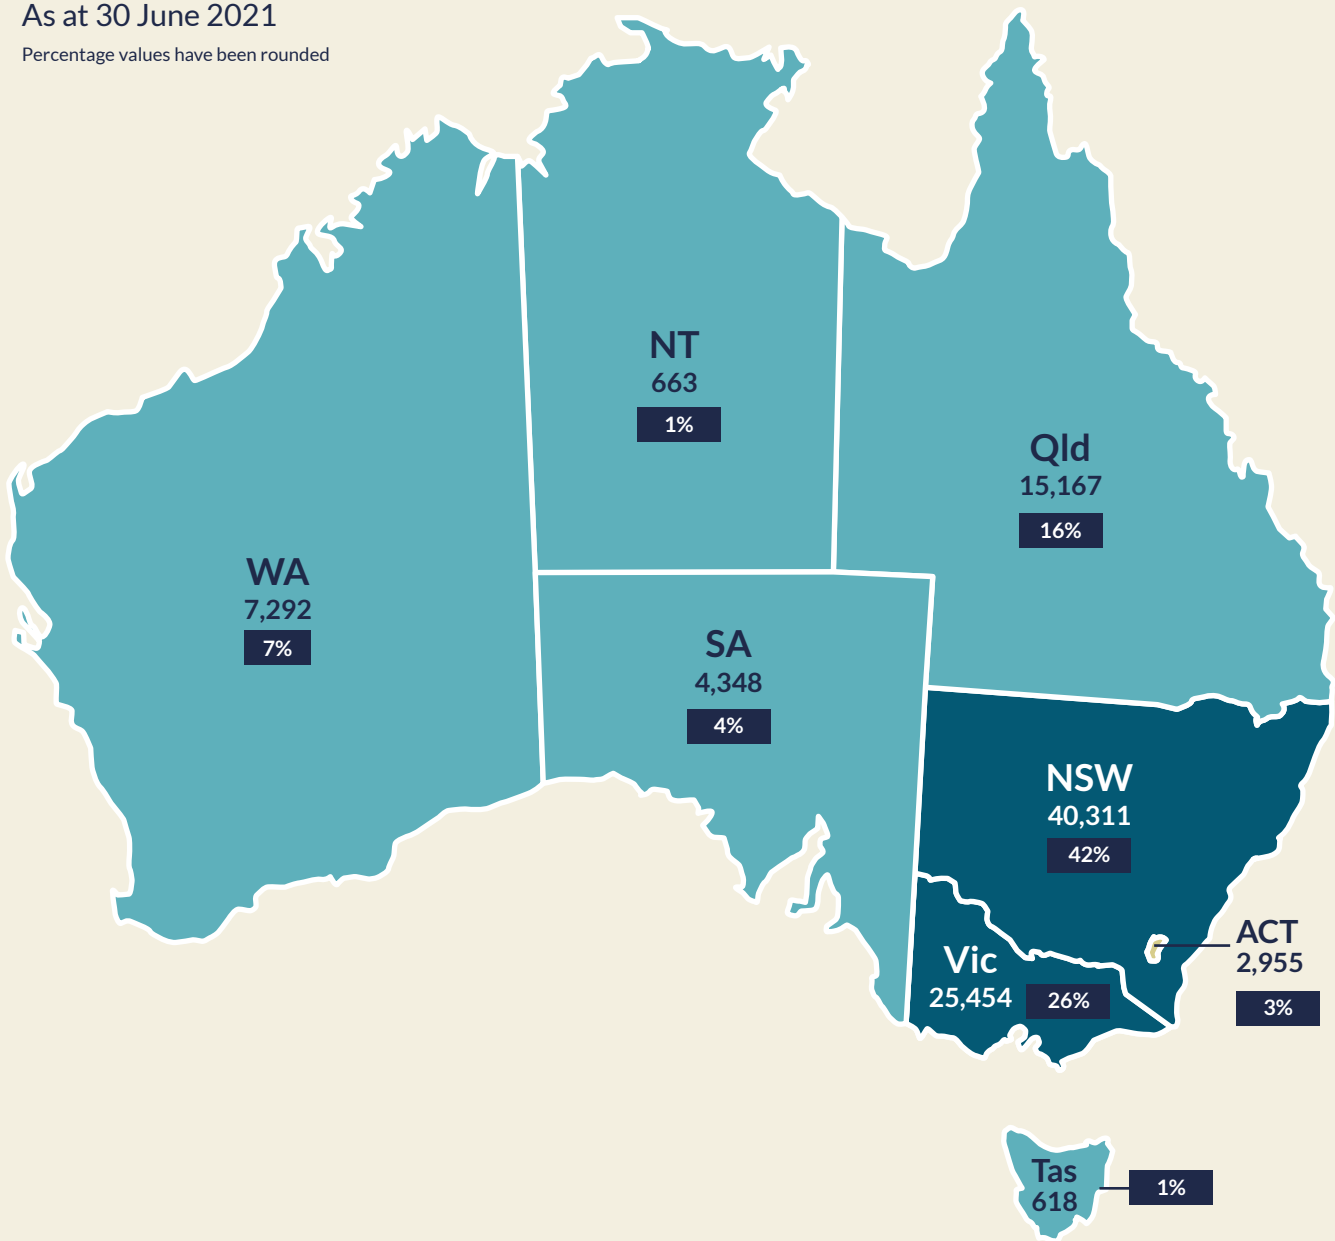 As at 30 June 2021
Percentage values have been rounded
NT
663
1%
Qld
15,167
16%
WA
7,292
7%
SA
4,348
4%
NSW
40,311
42%
ACT
2,955
3%
Vic
25,454
26%
Tas
618
1%